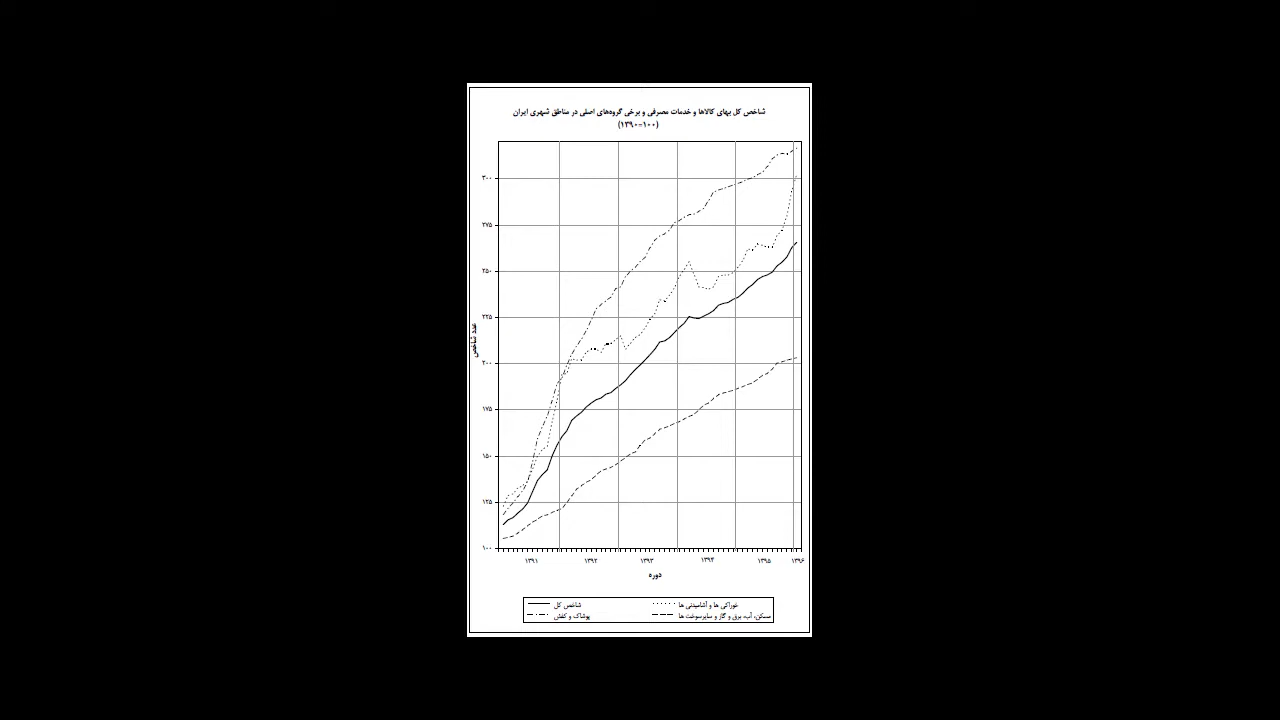 شاخص کل بهای کالاها و خدمات مصرفی و برخی گروه‌های اصلی در مناطق شهری ایران
(۱۳۹۰=۱۰۰)
۳۰۰
۲۷۵
۲۵۰
۲۲۵
۲۰۰
۱۷۵
۱۵۰
۱۲۵
۱۰۰
عدد شاخص
۱۳۹۱ ۱۳۹۲ ۱۳۹۳ ۱۳۹۴ ۱۳۹۵ ۱۳۹۶
دوره
خوراکی ها و آشامیدنی ها شاخص کل
مسکن، آب، برق و گاز و سایرسوخت ها پوشاک و کفش